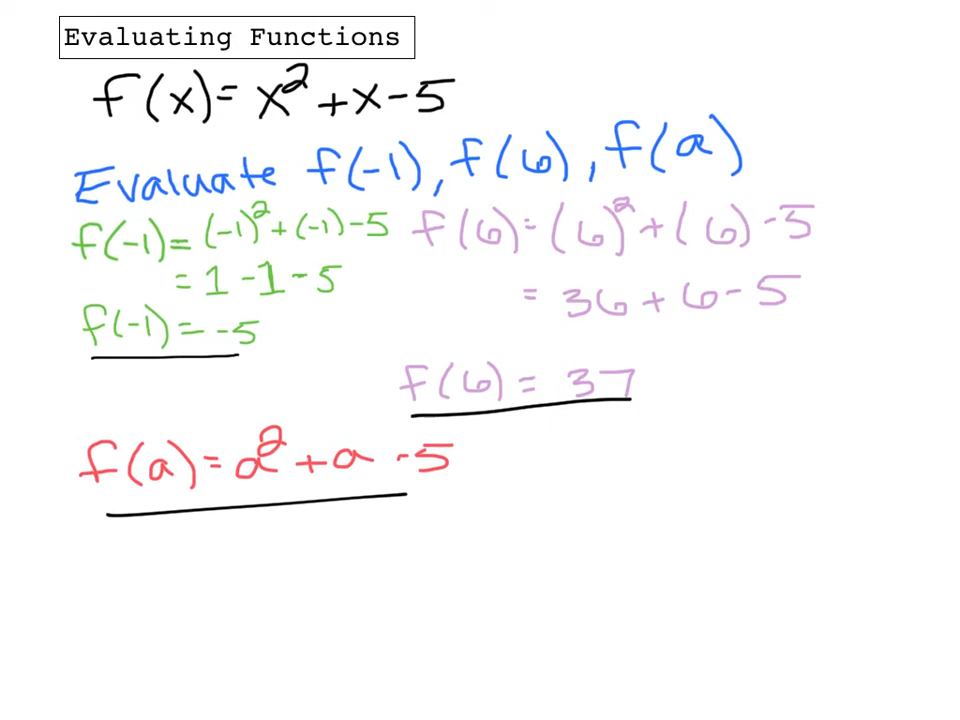 Evaluating Functions
f(x) = x² + x - 5
Evaluate f(-1), f(6), f(a)
f(-1) = (-1)² + (-1) - 5
= 1 - 1 - 5
f(-1) = -5
f(6) = (6)² + (6) - 5
= 36 + 6 - 5
f(6) = 37
f(a) = a² + a - 5